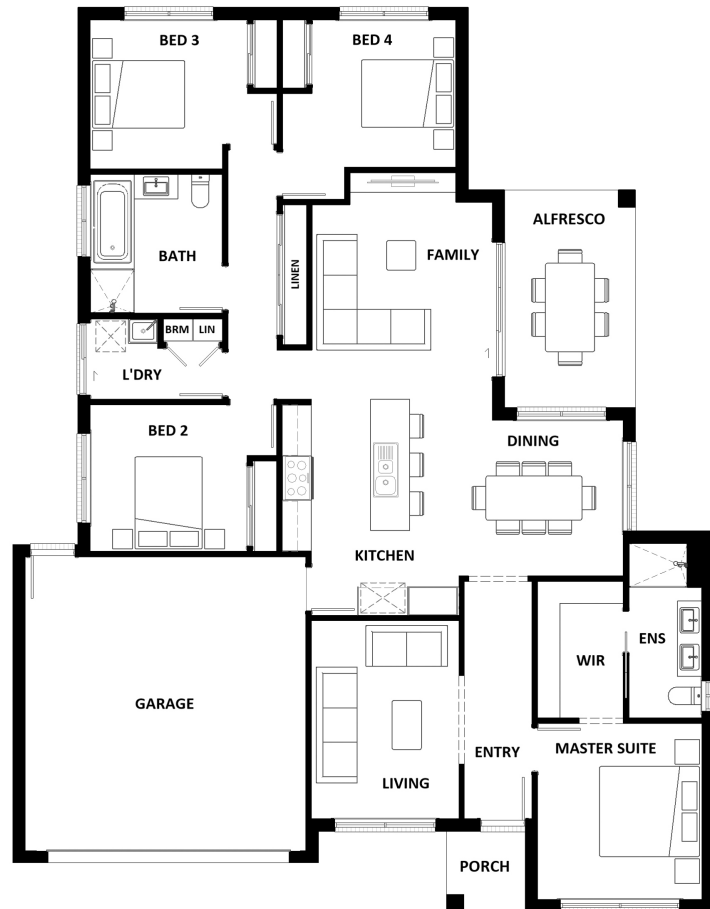 BED 3
BED 4
ALFRESCO
FAMILY
BATH
LINEN
BRM
LIN
L'DRY
BED 2
DINING
KITCHEN
ENS
WIR
GARAGE
MASTER SUITE
ENTRY
LIVING
PORCH